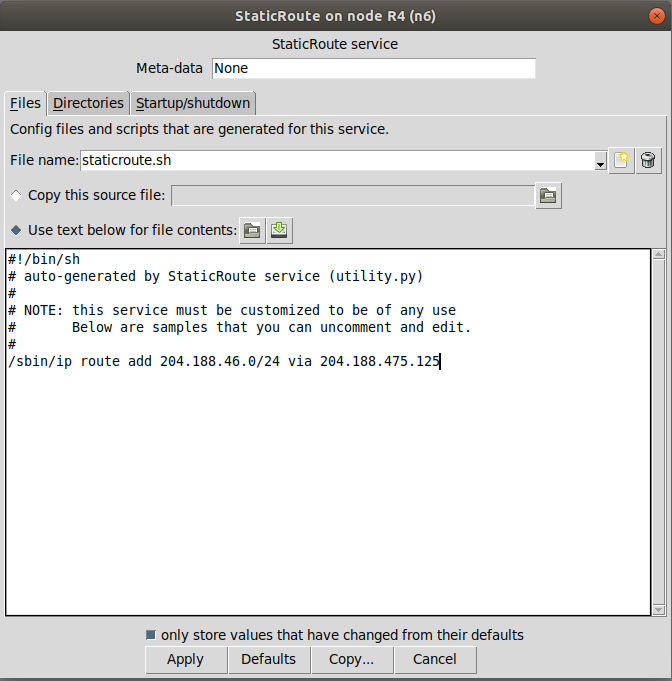 StaticRoute on node R4 (n6)
StaticRoute service
Meta-data None
Files Directories Startup/shutdown
Config files and scripts that are generated for this service.
File name: staticroute.sh
Copy this source file:
Use text below for file contents:
#!/bin/sh
# auto-generated by StaticRoute service (utility.py)
#
# NOTE: this service must be customized to be of any use
#       Below are samples that you can uncomment and edit.
#
/sbin/ip route add 204.188.46.0/24 via 204.188.475.125
only store values that have changed from their defaults
Apply Defaults Copy... Cancel